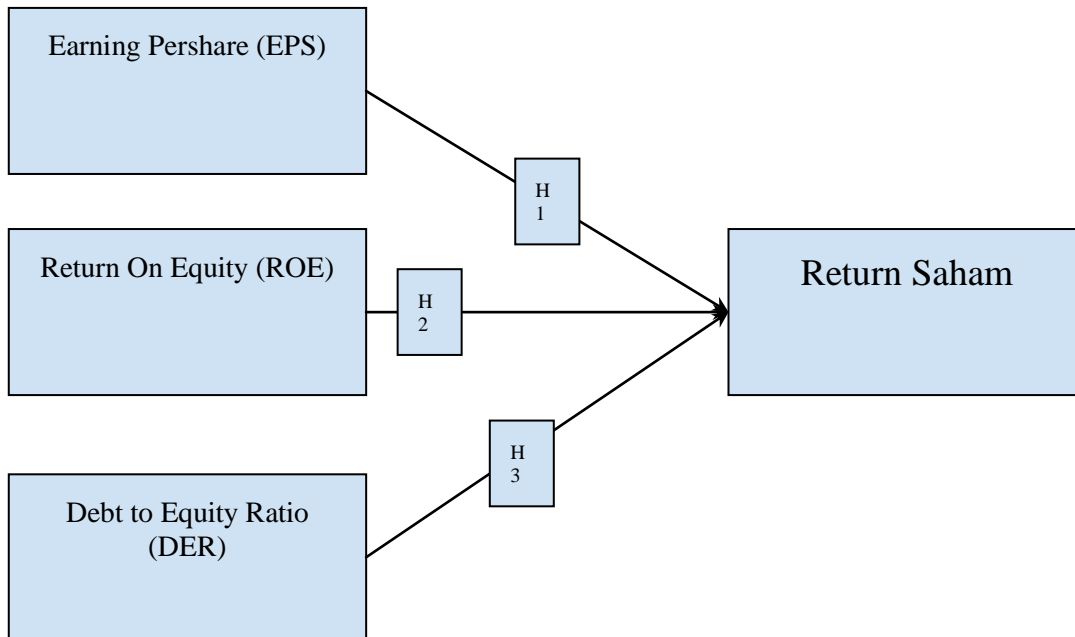 Earning Pershare (EPS)
H
1
Return On Equity (ROE)
H
2
Return Saham
H
3
Debt to Equity Ratio
(DER)